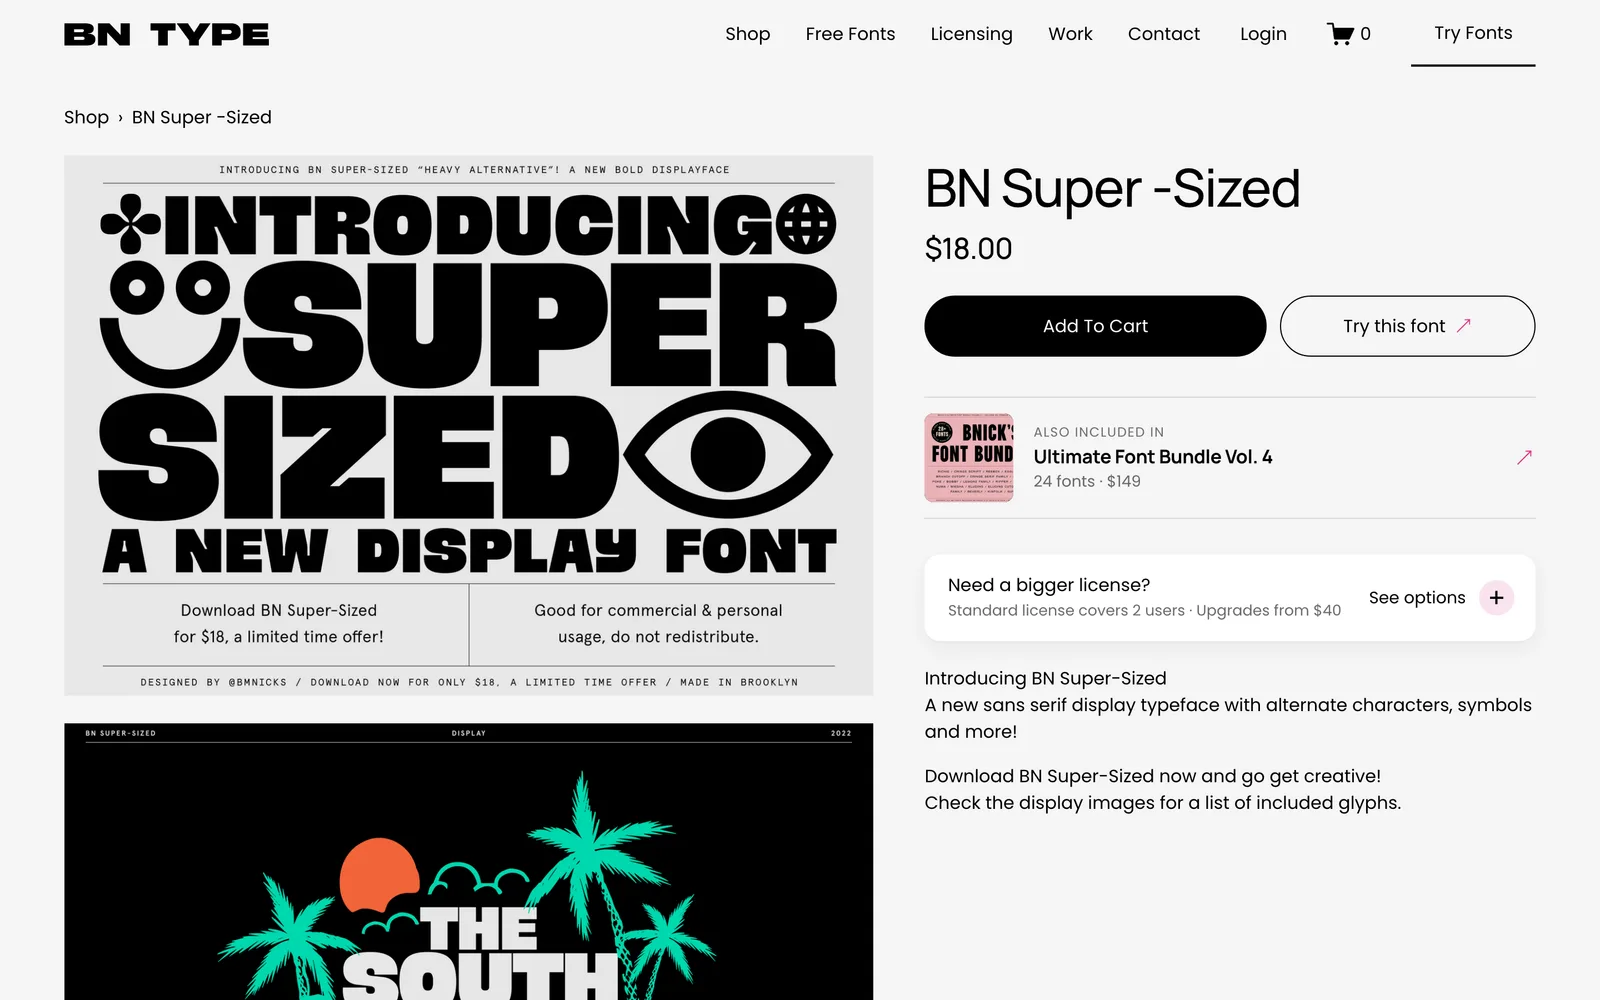 BN TYPE
Shop
Free Fonts
Licensing
Work
Contact
Login
0
Try Fonts
Shop › BN Super -Sized
INTRODUCING BN SUPER-SIZED "HEAVY ALTERNATIVE"! A NEW BOLD DISPLAYFACE
INTRODUCING
SUPER
SIZED
A NEW DISPLAY FONT
Download BN Super-Sized
for $18, a limited time offer!
Good for commercial & personal
usage, do not redistribute.
DESIGNED BY @BMNICKS / DOWNLOAD NOW FOR ONLY $18, A LIMITED TIME OFFER / MADE IN BROOKLYN
BN SUPER-SIZED
DISPLAY
2022
THE
SOUTH
BN Super -Sized
$18.00
Add To Cart
Try this font
BNICK'S
FONT BUND
ALSO INCLUDED IN
Ultimate Font Bundle Vol. 4
24 fonts · $149
Need a bigger license?
Standard license covers 2 users · Upgrades from $40
See options
Introducing BN Super-Sized
A new sans serif display typeface with alternate characters, symbols
and more!
Download BN Super-Sized now and go get creative!
Check the display images for a list of included glyphs.